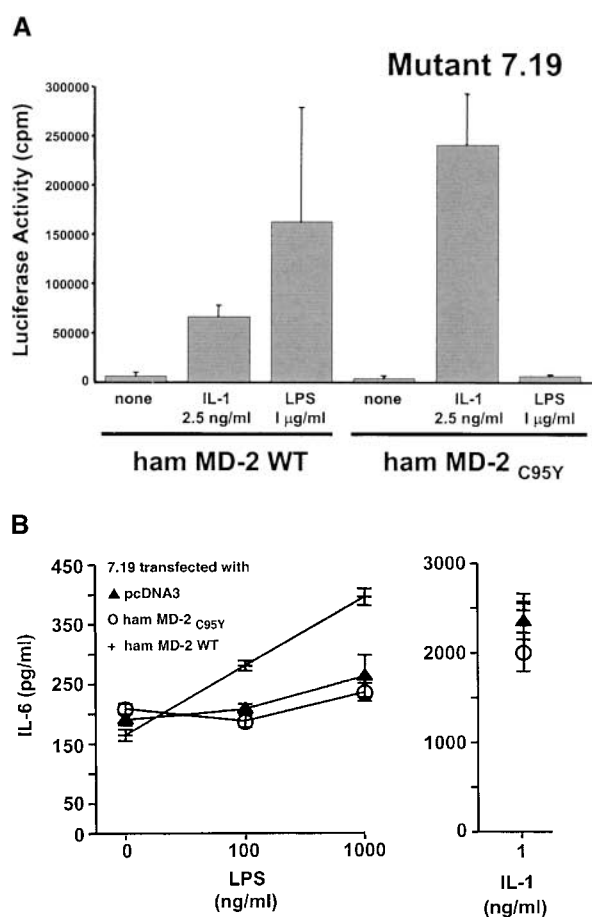 A
Mutant 7.19
Luciferase Activity (cpm)
300000
250000
200000
150000
100000
50000
0
none IL-1 LPS none IL-1 LPS
2.5 ng/ml I µg/ml 2.5 ng/ml I µg/ml
ham MD-2 WT ham MD-2 C95Y
B
IL-6 (pg/ml)
450
350
250
150
50
0
7.19 transfected with
pcDNA3
ham MD-2 C95Y
ham MD-2 WT
0 100 1000
LPS
(ng/ml)
3000
2000
1000
0
1
IL-1
(ng/ml)